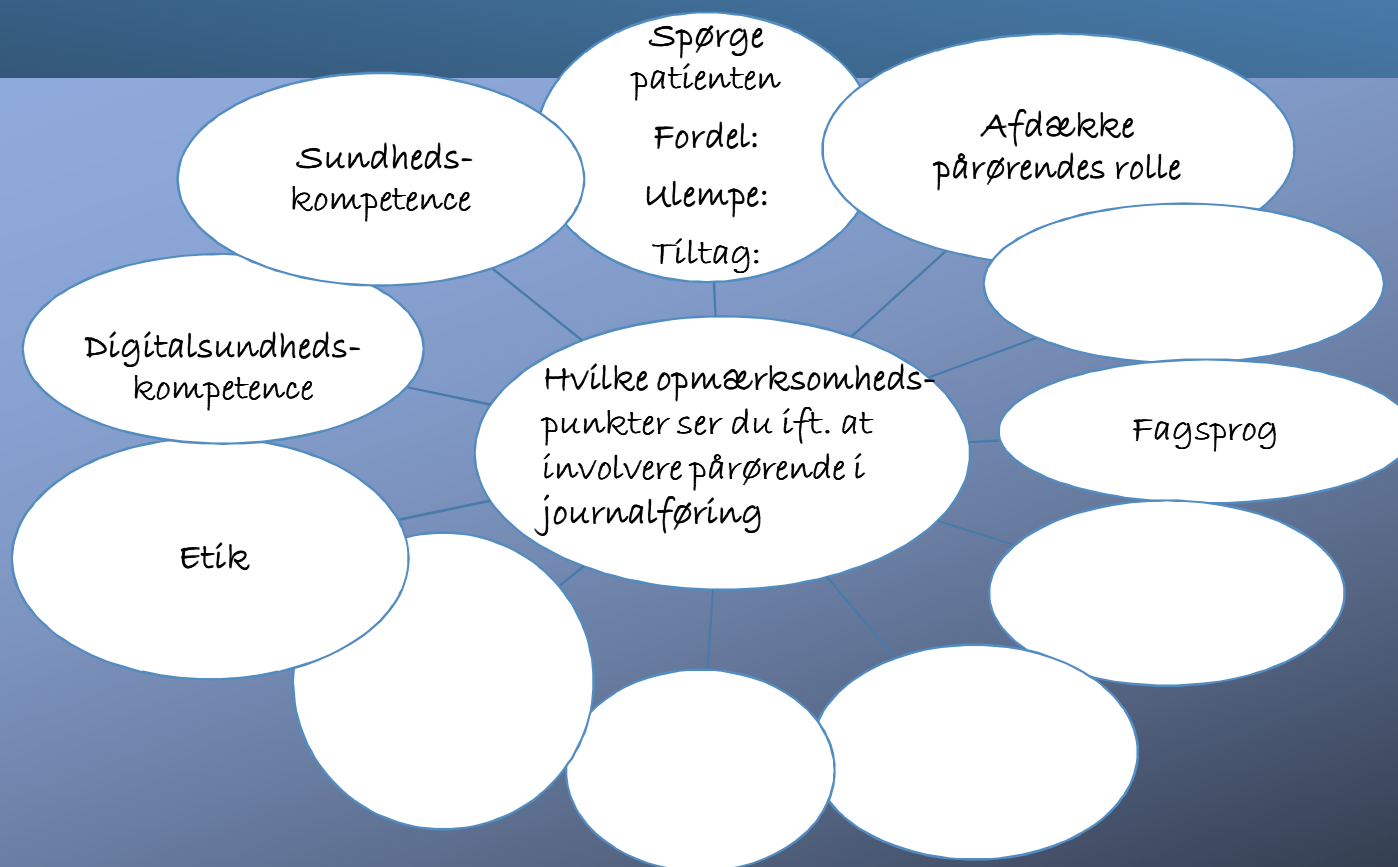 Spørge
patienten
Fordel:
Ulempe:
Tiltag:
Afdække
pårørendes rolle
Sundheds-
kompetence
Digitalsundheds-
kompetence
Hvilke opmærksomheds-
punkter ser du ift. at
involvere pårørende i
journalføring
Fagsprog
Etik